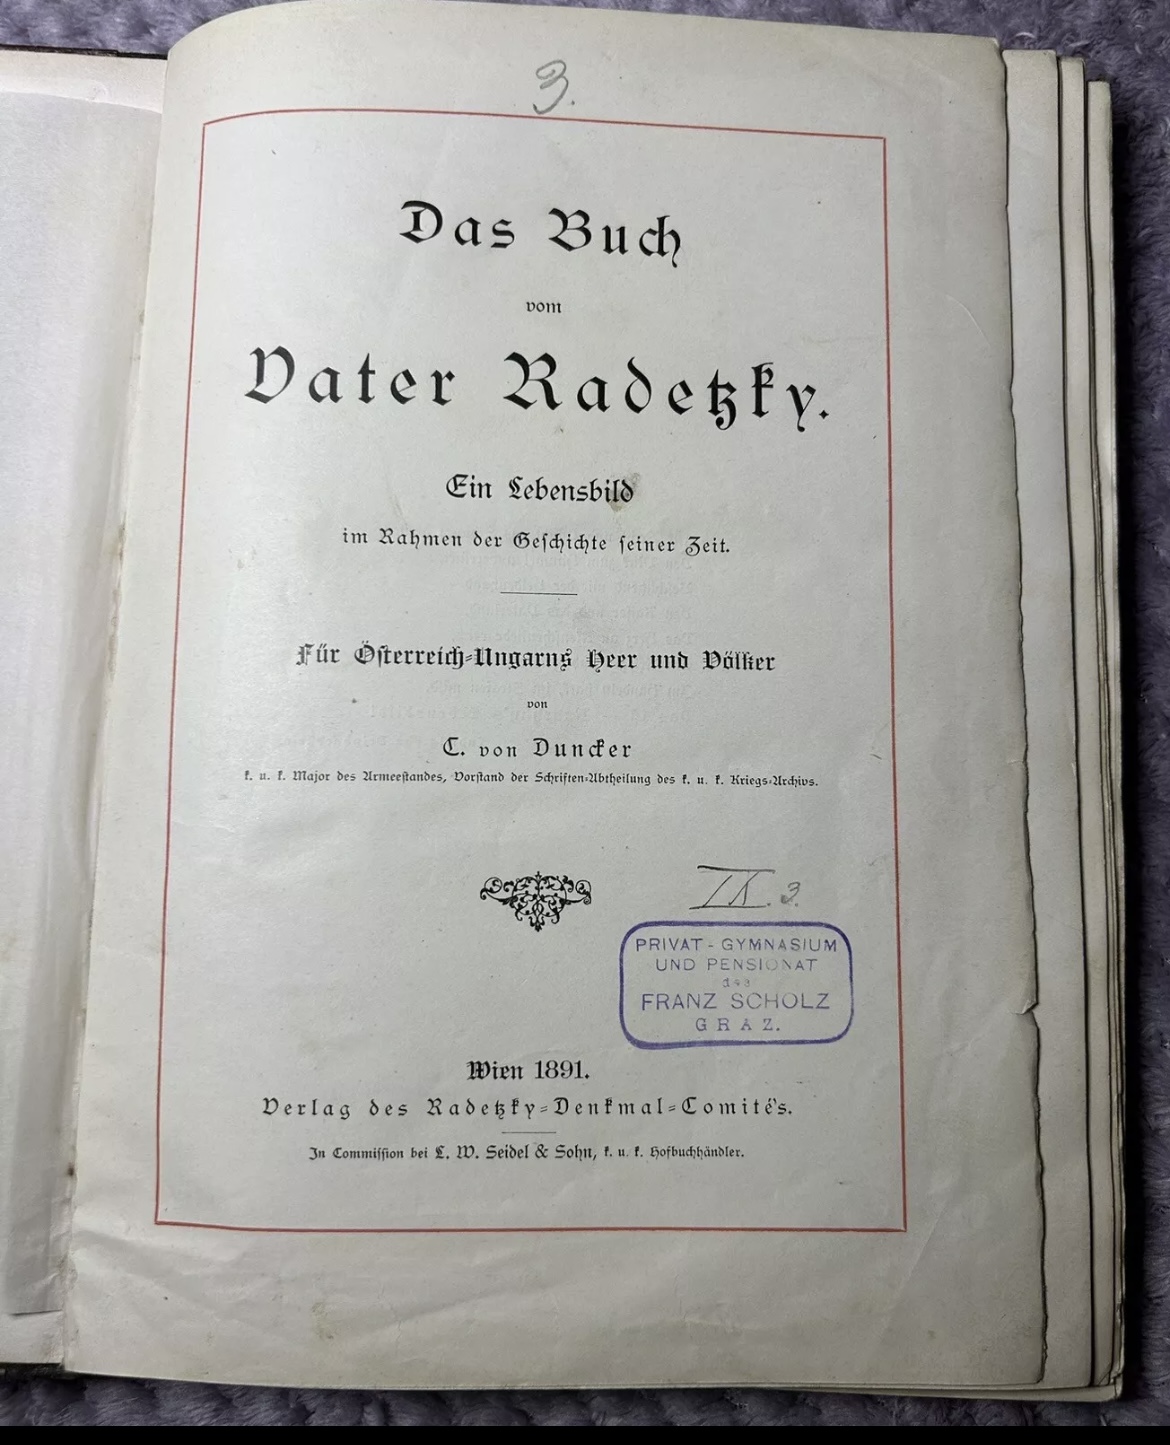 3.
Das Buch
vom
Vater Radetzky.
Ein Lebensbild
im Rahmen der Geschichte seiner Zeit.
Für Österreich-Ungarns Heer und Völker
von
C. von Duncker
k. u. k. Major des Armeestandes, Vorstand der Schriften-Abtheilung des k. u. k. Kriegs-Archivs.
IX. 3.
PRIVAT-GYMNASIUM
UND PENSIONAT
des
FRANZ SCHOLZ
GRAZ.
Wien 1891.
Verlag des Radetzky-Denkmal-Comité's.
In Commission bei L. W. Seidel & Sohn, k. u. k. Hofbuchhändler.